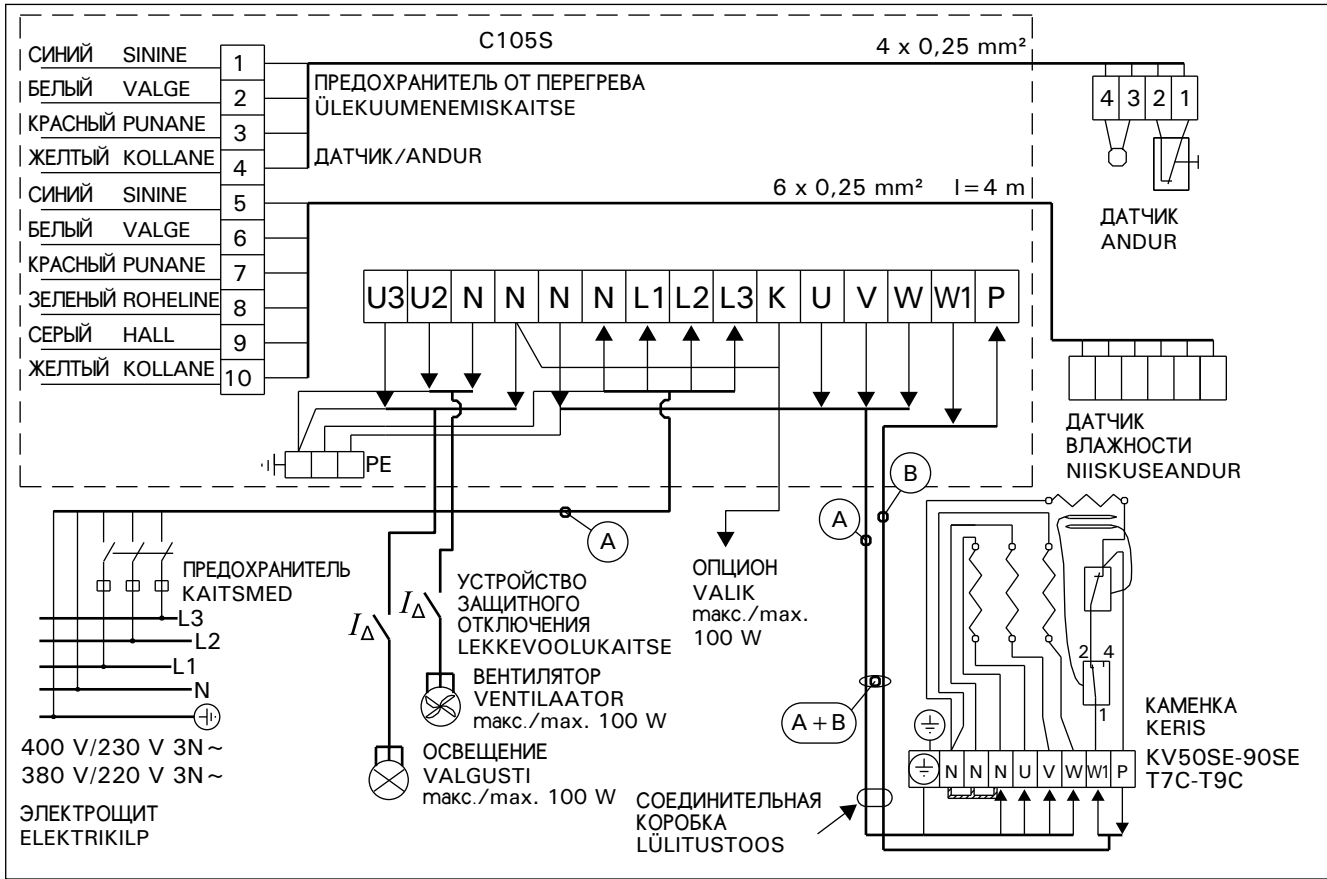 C105S
4 x 0,25 mm²
СИНИЙ SININE 1
БЕЛЫЙ VALGE 2
КРАСНЫЙ PUNANE 3
ЖЕЛТЫЙ KOLLANE 4
СИНИЙ SININE 5
БЕЛЫЙ VALGE 6
КРАСНЫЙ PUNANE 7
ЗЕЛЕНЫЙ ROHELINE 8
СЕРЫЙ HALL 9
ЖЕЛТЫЙ KOLLANE 10
ПРЕДОХРАНИТЕЛЬ ОТ ПЕРЕГРЕВА
ÜLEKUUMENEMISKAITSE
ДАТЧИК/ANDUR
4 3 2 1
ДАТЧИК
ANDUR
6 x 0,25 mm² l=4 m
U3 U2 N N N N L1 L2 L3 K U V W W1 P
ДАТЧИК
ВЛАЖНОСТИ
NIISKUSEANDUR
PE
A
A
B
ПРЕДОХРАНИТЕЛЬ
KAITSMED
L3
L2
L1
N
400 V/230 V 3N~
380 V/220 V 3N~
ЭЛЕКТРОЩИТ
ELEKTRIKILP
IΔ
IΔ
УСТРОЙСТВО
ЗАЩИТНОГО
ОТКЛЮЧЕНИЯ
LEKKEVOOLUKAITSE
ВЕНТИЛЯТОР
VENTILAATOR
макс./max. 100 W
ОСВЕЩЕНИЕ
VALGUSTI
макс./max. 100 W
ОПЦИОН
VALIK
макс./max.
100 W
A+B
СОЕДИНИТЕЛЬНАЯ
КОРОБКА
LÜLITUSTOOS
2 4
1
N N N U V W W1 P
КАМЕНКА
KERIS
KV50SE-90SE
T7C-T9C